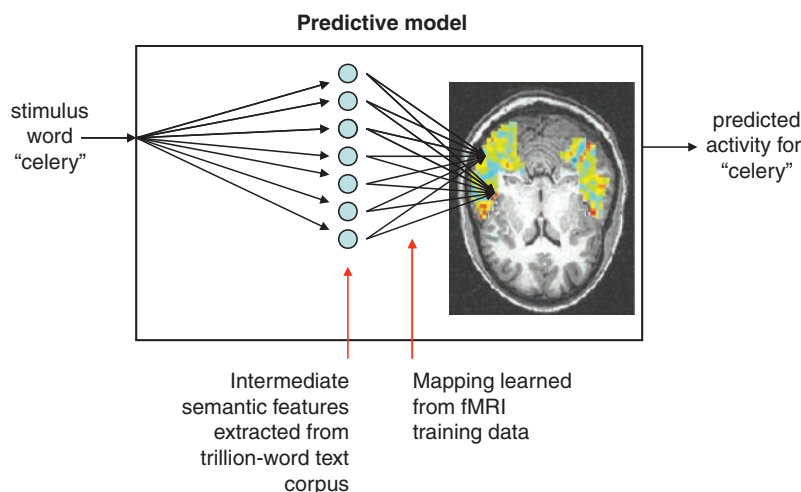 Predictive model
stimulus
word
“celery”
predicted
activity for
“celery”
Intermediate
semantic features
extracted from
trillion-word text
corpus
Mapping learned
from fMRI
training data